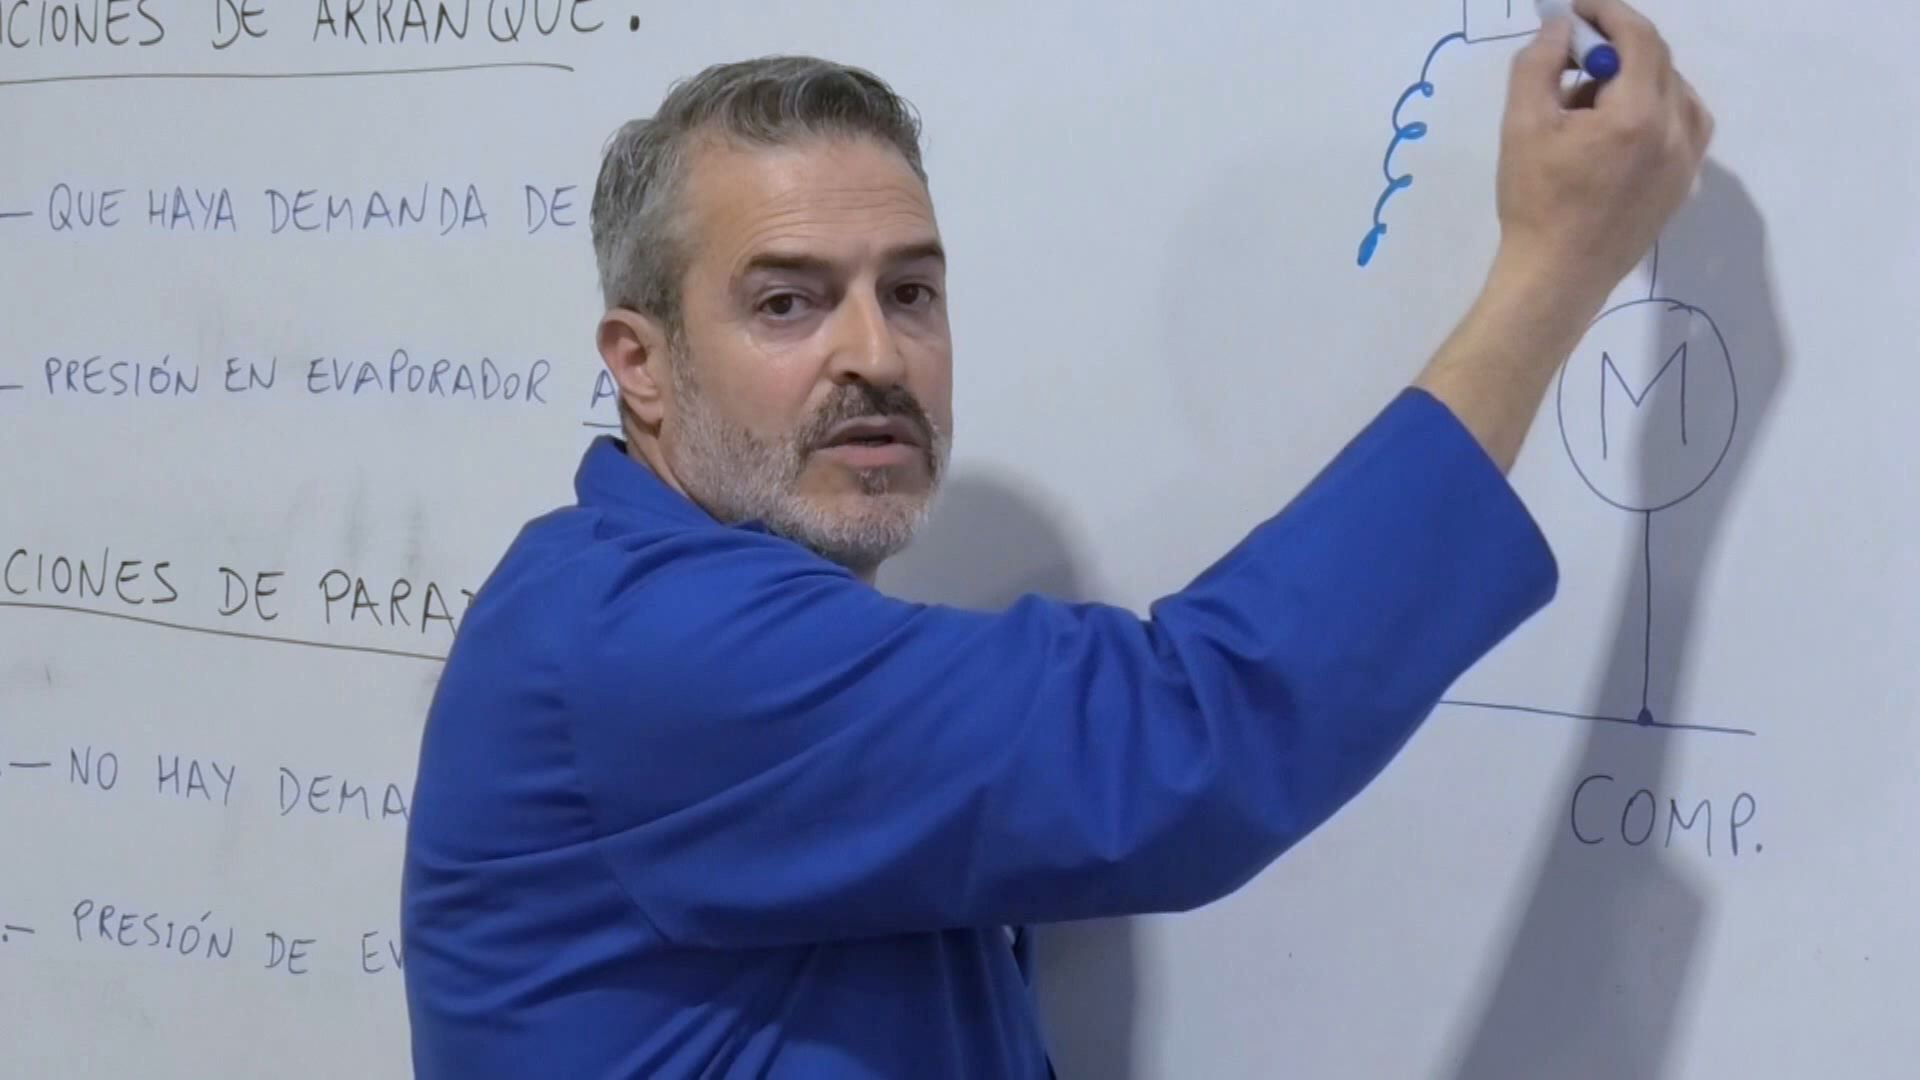 CIONES DE ARRANQUE.
— QUE HAYA DEMANDA DE
— PRESIÓN EN EVAPORADOR A
CIONES DE PARA
.— NO HAY DEMA
.— PRESIÓN DE EV
M
COMP.